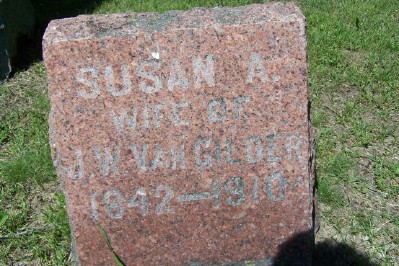 SUSAN A.
WIFE OF
J.W. VAN GILDER
1842-1910